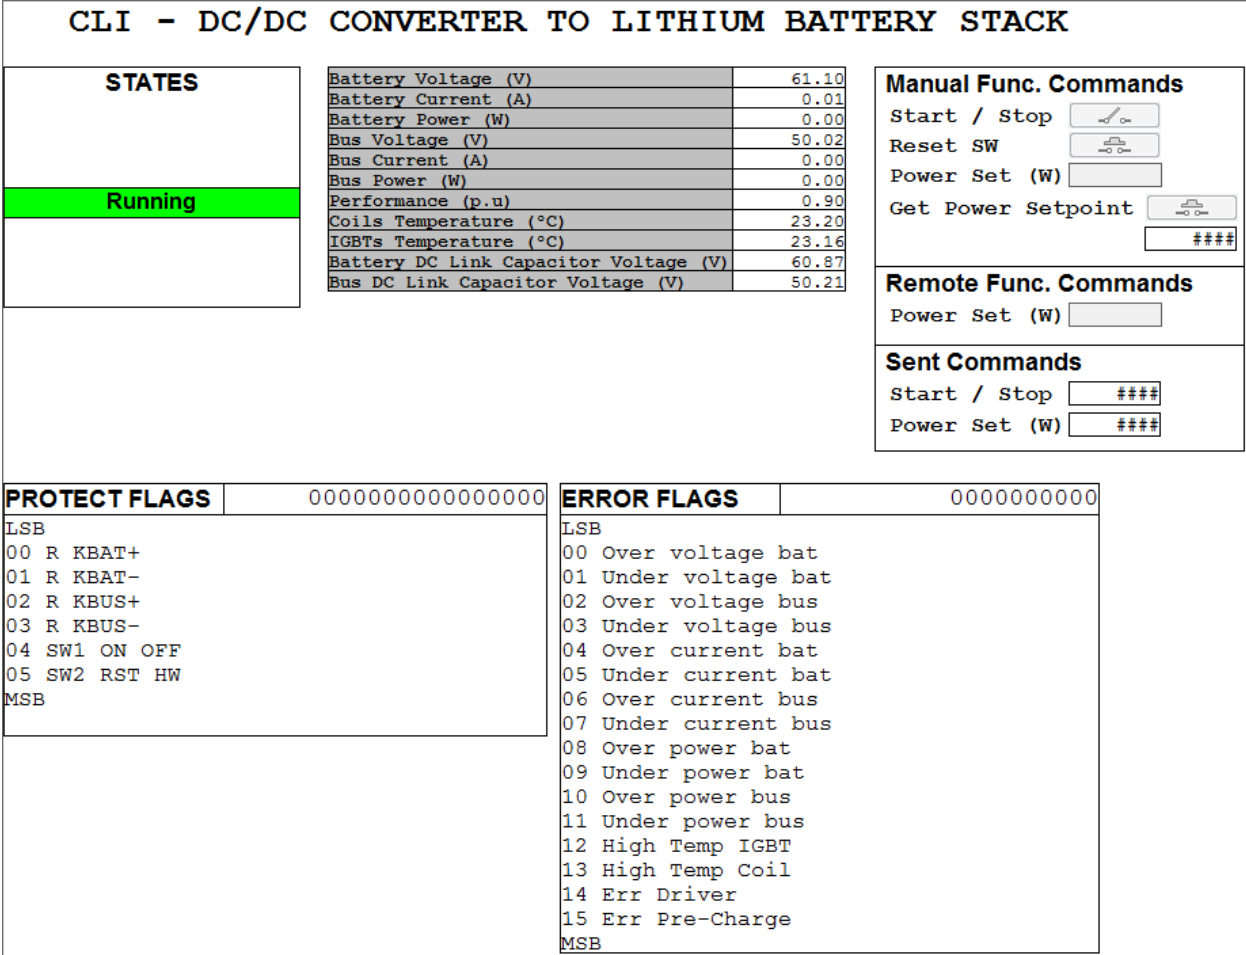 CLI - DC/DC CONVERTER TO LITHIUM BATTERY STACK
STATES
Running
Battery Voltage (V) 61.10
Battery Current (A) 0.01
Battery Power (W) 0.00
Bus Voltage (V) 50.02
Bus Current (A) 0.00
Bus Power (W) 0.00
Performance (p.u) 0.90
Coils Temperature (°C) 23.20
IGBTs Temperature (°C) 23.16
Battery DC Link Capacitor Voltage (V) 60.87
Bus DC Link Capacitor Voltage (V) 50.21
Manual Func. Commands
Start / Stop
Reset SW
Power Set (W)
Get Power Setpoint
####
Remote Func. Commands
Power Set (W)
Sent Commands
Start / Stop ####
Power Set (W) ####
PROTECT FLAGS 0000000000000000
LSB
00 R KBAT+
01 R KBAT-
02 R KBUS+
03 R KBUS-
04 SW1 ON OFF
05 SW2 RST HW
MSB
ERROR FLAGS 0000000000
LSB
00 Over voltage bat
01 Under voltage bat
02 Over voltage bus
03 Under voltage bus
04 Over current bat
05 Under current bat
06 Over current bus
07 Under current bus
08 Over power bat
09 Under power bat
10 Over power bus
11 Under power bus
12 High Temp IGBT
13 High Temp Coil
14 Err Driver
15 Err Pre-Charge
MSB